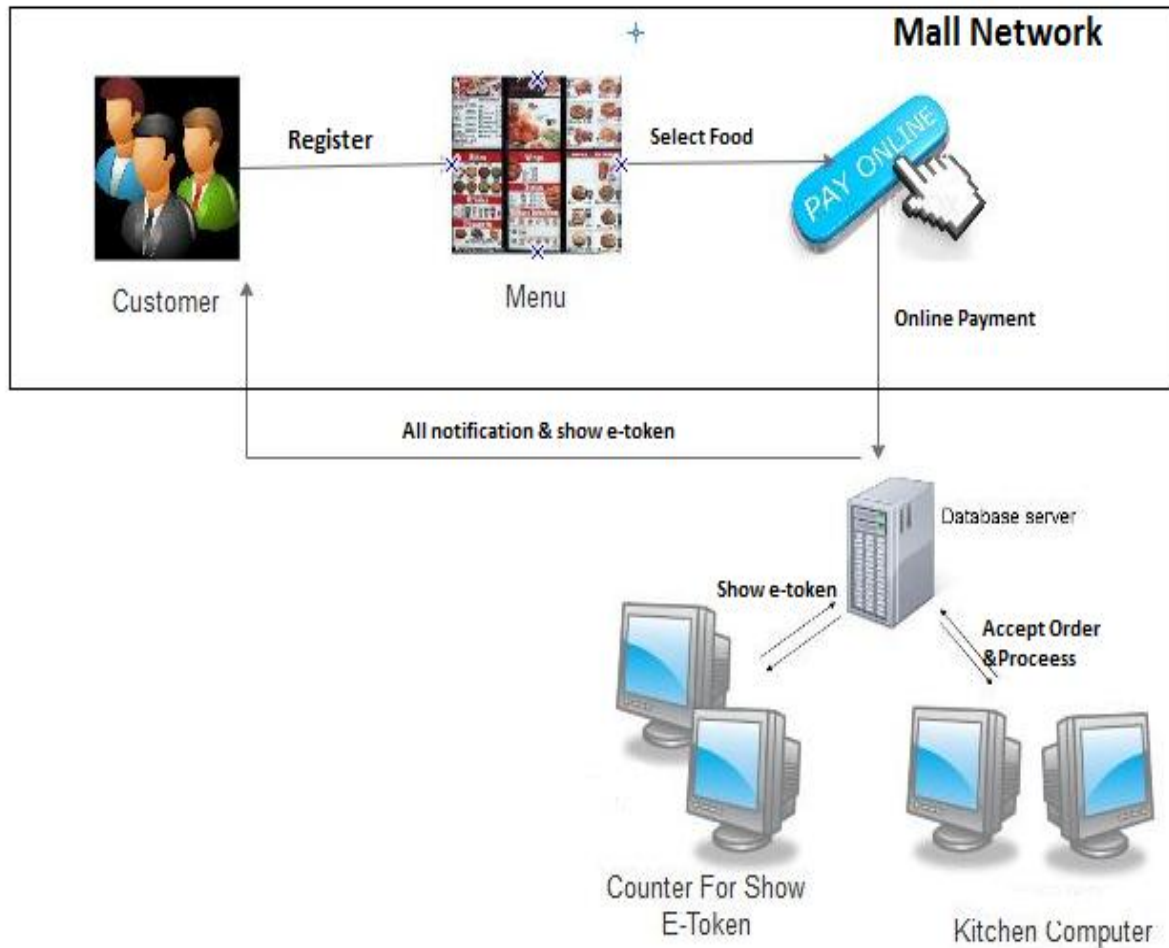 Mall Network
Register
Select Food
PAY ONLINE
Customer
Menu
Online Payment
All notification & show e-token
Database server
Show e-token
Accept Order
&Proceess
Counter For Show
E-Token
Kitchen Computer